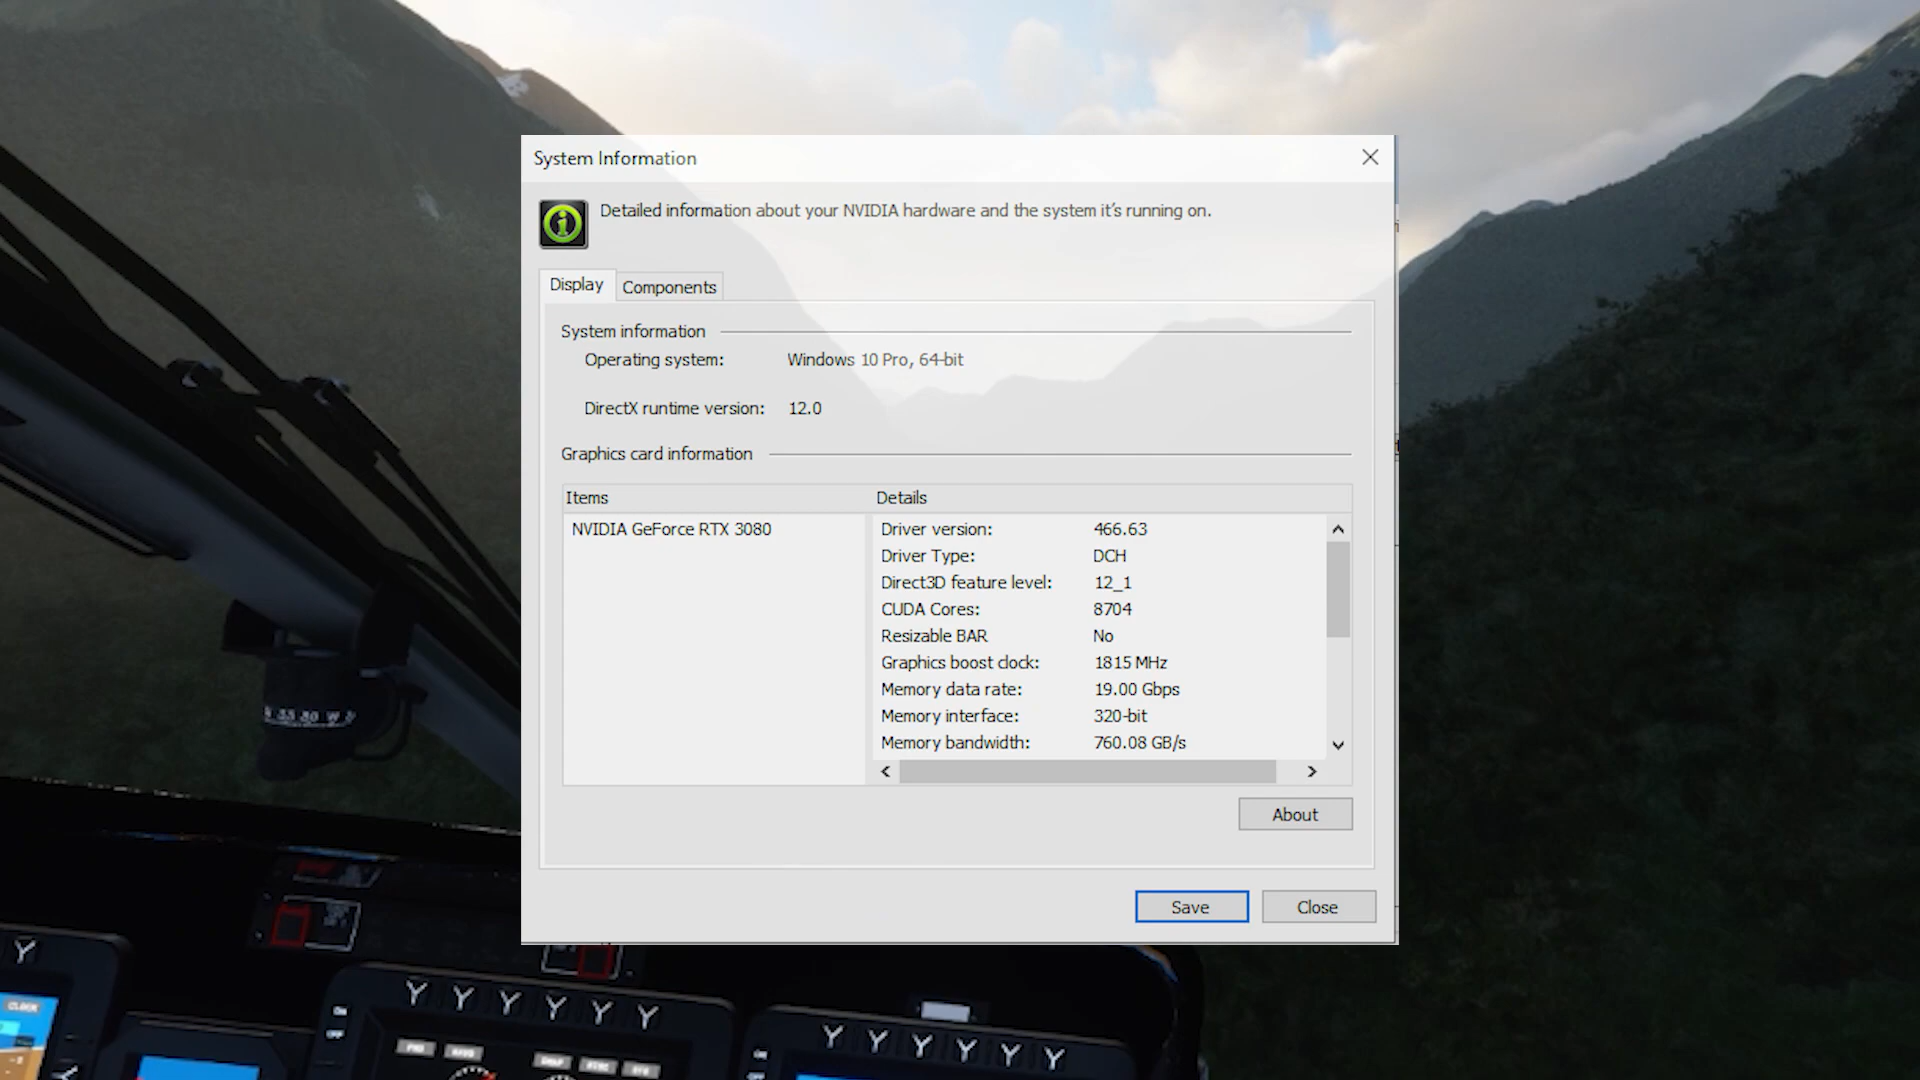 System Information
Detailed information about your NVIDIA hardware and the system it's running on.
Display
Components
System information
Operating system: Windows 10 Pro, 64-bit
DirectX runtime version: 12.0
Graphics card information
Items Details
NVIDIA GeForce RTX 3080
Driver version: 466.63
Driver Type: DCH
Direct3D feature level: 12_1
CUDA Cores: 8704
Resizable BAR No
Graphics boost clock: 1815 MHz
Memory data rate: 19.00 Gbps
Memory interface: 320-bit
Memory bandwidth: 760.08 GB/s
About
Save Close